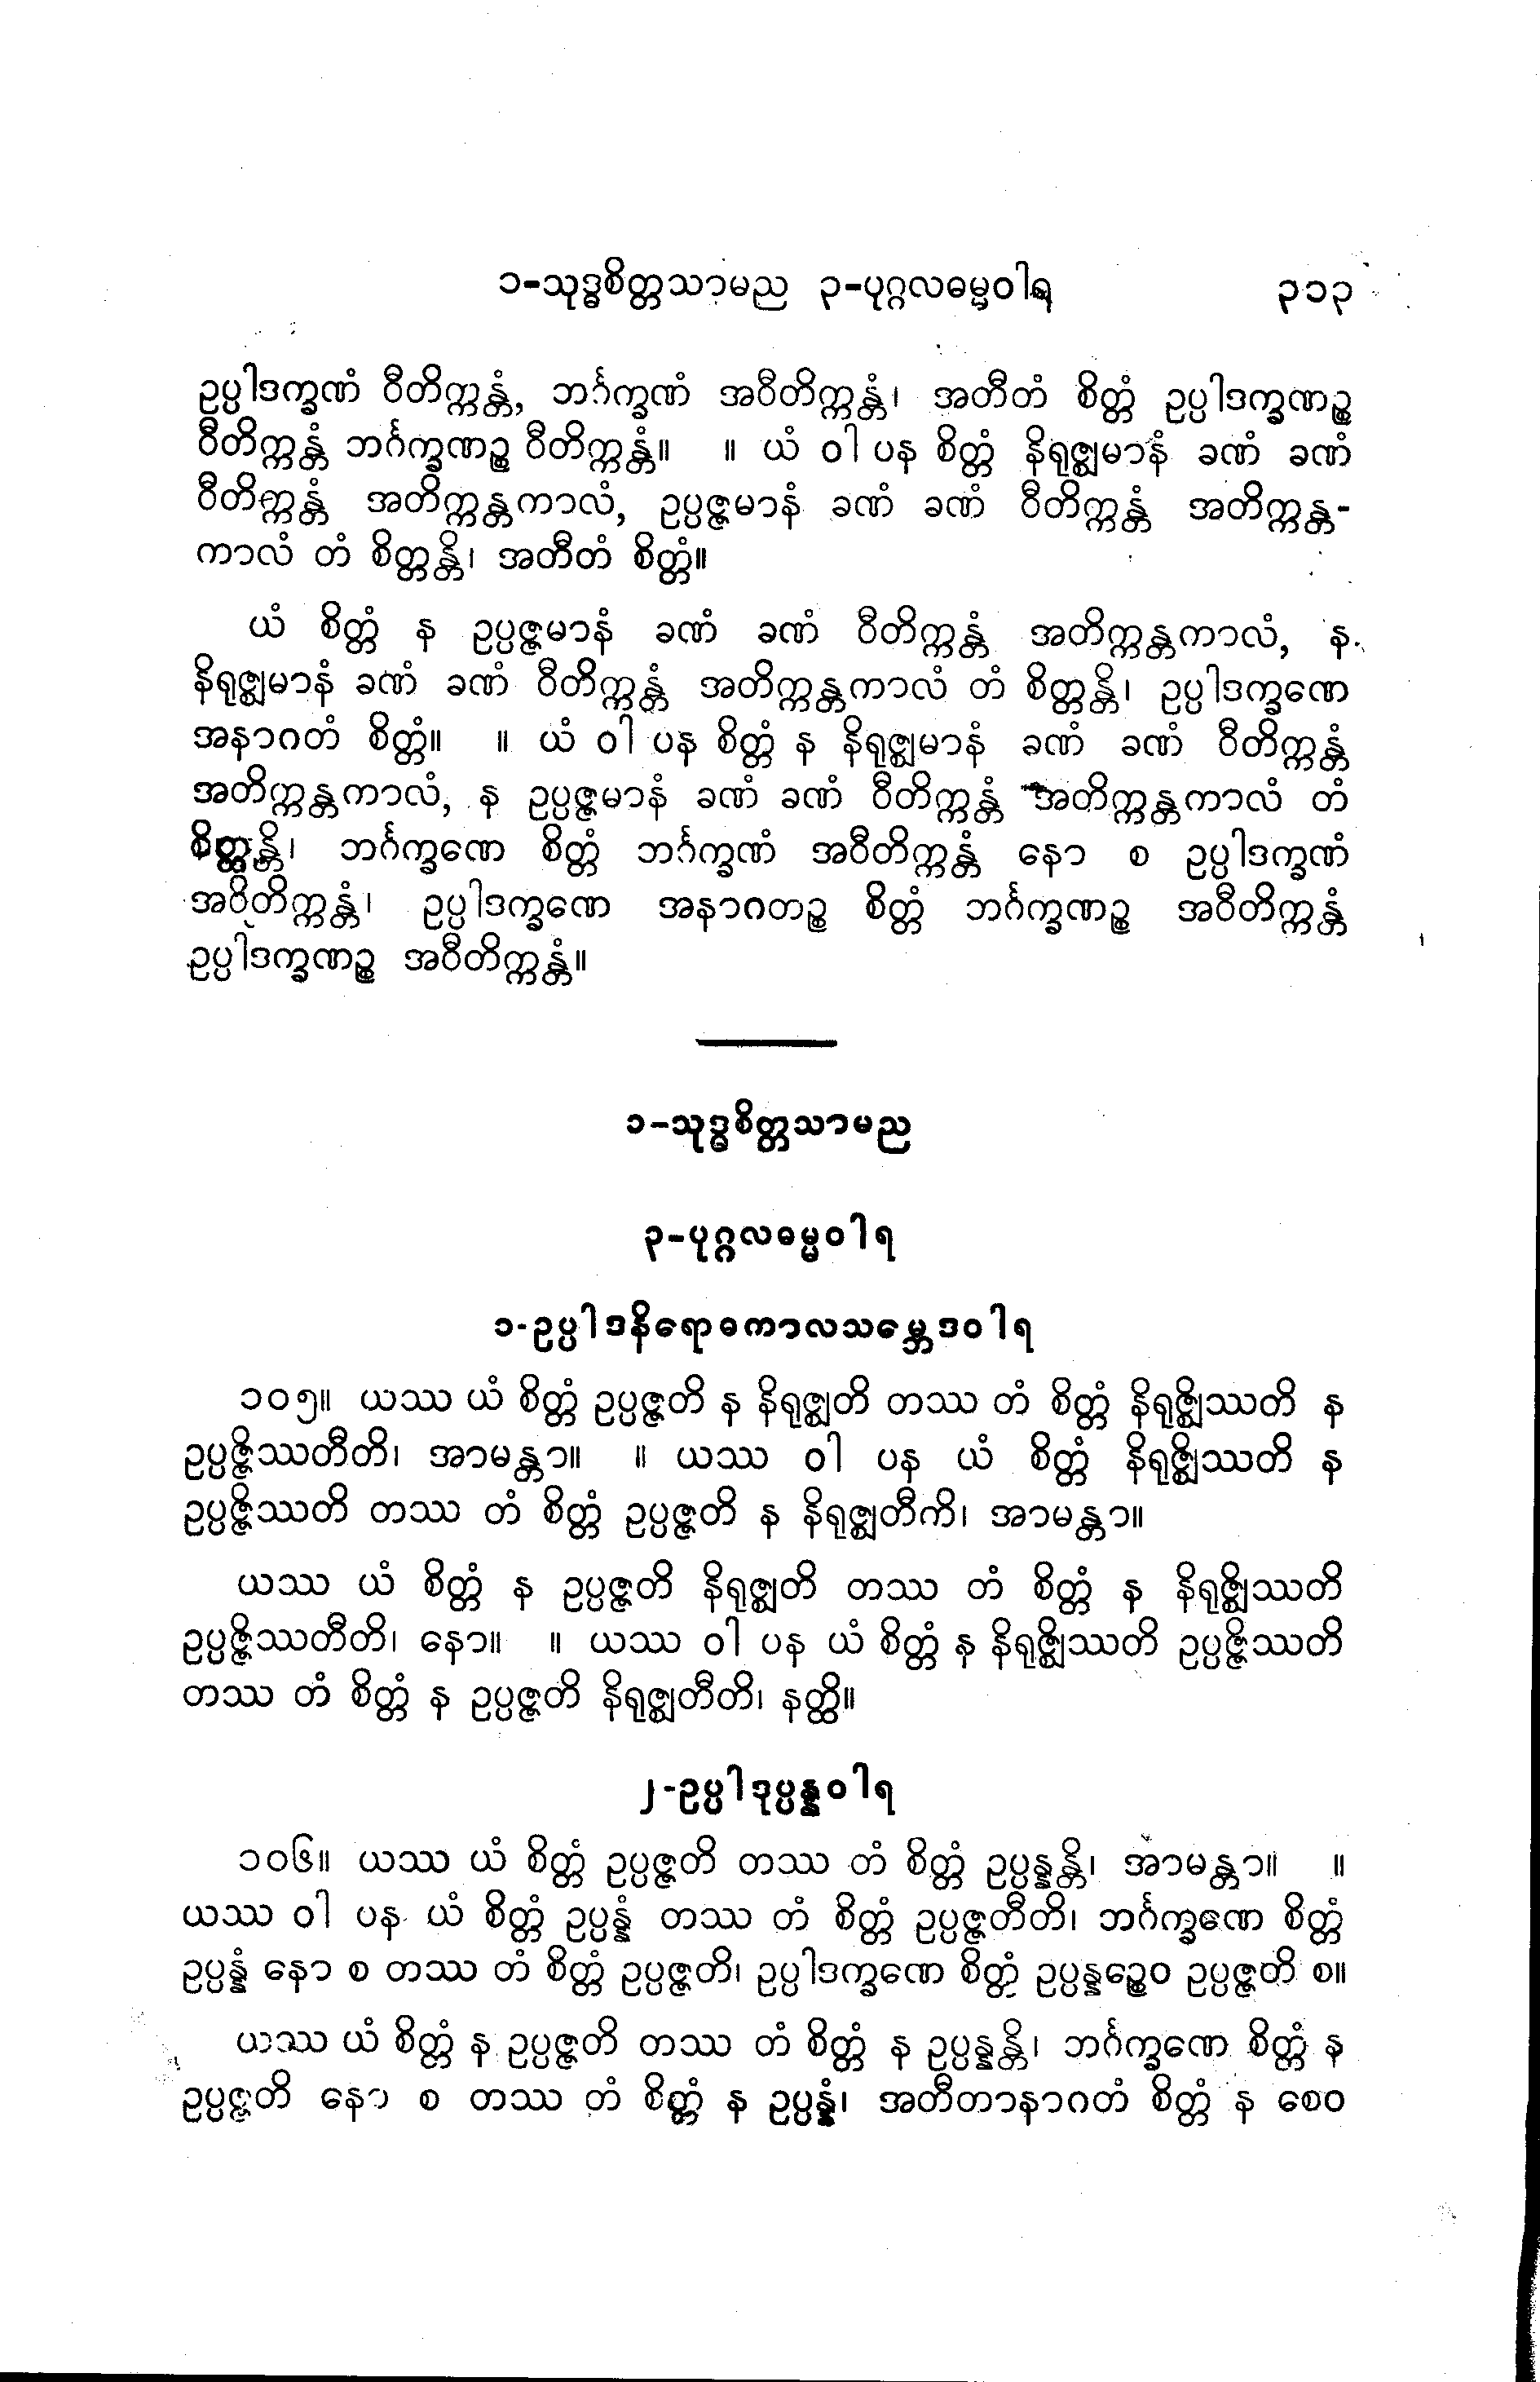 ၁-သုဒ္ဓစိတ္တသာမည ၃-ပုဂ္ဂလဓမ္မဝါရ ၃၁၃
ဥပ္ပါဒက္ခဏံ ဝီတိက္ကန္တံ, ဘင်္ဂက္ခဏံ အဝီတိက္ကန္တံ၊ အတီတံ စိတ္တံ ဥပ္ပါဒက္ခဏဉ္စ
ဝီတိက္ကန္တံ ဘင်္ဂက္ခဏဉ္စ ဝီတိက္ကန္တံ။ ။ ယံ ဝါ ပန စိတ္တံ နိရုဇ္ဈမာနံ ခဏံ ခဏံ
ဝီတိက္ကန္တံ အတိက္ကန္တကာလံ, ဥပ္ပဇ္ဇမာနံ ခဏံ ခဏံ ဝီတိက္ကန္တံ အတိက္ကန္တ-
ကာလံ တံ စိတ္တန္တိ၊ အတီတံ စိတ္တံ။
ယံ စိတ္တံ န ဥပ္ပဇ္ဇမာနံ ခဏံ ခဏံ ဝီတိက္ကန္တံ အတိက္ကန္တကာလံ, န
နိရုဇ္ဈမာနံ ခဏံ ခဏံ ဝီတိက္ကန္တံ အတိက္ကန္တကာလံ တံ စိတ္တန္တိ၊ ဥပ္ပါဒက္ခဏေ
အနာဂတံ စိတ္တံ။ ။ ယံ ဝါ ပန စိတ္တံ န နိရုဇ္ဈမာနံ ခဏံ ခဏံ ဝီတိက္ကန္တံ
အတိက္ကန္တကာလံ, န ဥပ္ပဇ္ဇမာနံ ခဏံ ခဏံ ဝီတိက္ကန္တံ အတိက္ကန္တကာလံ တံ
စိတ္တန္တိ၊ ဘင်္ဂက္ခဏေ စိတ္တံ ဘင်္ဂက္ခဏံ အဝီတိက္ကန္တံ နော စ ဥပ္ပါဒက္ခဏံ
အဝီတိက္ကန္တံ၊ ဥပ္ပါဒက္ခဏေ အနာဂတဉ္စ စိတ္တံ ဘင်္ဂက္ခဏဉ္စ အဝီတိက္ကန္တံ
ဥပ္ပါဒက္ခဏဉ္စ အဝီတိက္ကန္တံ။
၁-သုဒ္ဓစိတ္တသာမည
၃-ပုဂ္ဂလဓမ္မဝါရ
၁-ဥပ္ပါဒနိရောဓကာလသမ္ဘေဒဝါရ
၁၀၅။ ယဿ ယံ စိတ္တံ ဥပ္ပဇ္ဇတိ န နိရုဇ္ဈတိ တဿ တံ စိတ္တံ နိရုဇ္ဈိဿတိ န
ဥပ္ပဇ္ဇိဿတီတိ၊ အာမန္တာ။ ။ ယဿ ဝါ ပန ယံ စိတ္တံ နိရုဇ္ဈိဿတိ န
ဥပ္ပဇ္ဇိဿတိ တဿ တံ စိတ္တံ ဥပ္ပဇ္ဇတိ န နိရုဇ္ဈတီကိ၊ အာမန္တာ။
ယဿ ယံ စိတ္တံ န ဥပ္ပဇ္ဇတိ နိရုဇ္ဈတိ တဿ တံ စိတ္တံ န နိရုဇ္ဈိဿတိ
ဥပ္ပဇ္ဇိဿတီတိ၊ နော။ ။ ယဿ ဝါ ပန ယံ စိတ္တံ န နိရုဇ္ဈိဿတိ ဥပ္ပဇ္ဇိဿတိ
တဿ တံ စိတ္တံ န ဥပ္ပဇ္ဇတိ နိရုဇ္ဈတီတိ၊ နတ္ထိ။
၂-ဥပ္ပါဒုပ္ပန္နဝါရ
၁၀၆။ ယဿ ယံ စိတ္တံ ဥပ္ပဇ္ဇတိ တဿ တံ စိတ္တံ ဥပ္ပန္နန္တိ၊ အာမန္တာ။ ။
ယဿ ဝါ ပန ယံ စိတ္တံ ဥပ္ပန္နံ တဿ တံ စိတ္တံ ဥပ္ပဇ္ဇတီတိ၊ ဘင်္ဂက္ခဏေ စိတ္တံ
ဥပ္ပန္နံ နော စ တဿ တံ စိတ္တံ ဥပ္ပဇ္ဇတိ၊ ဥပ္ပါဒက္ခဏေ စိတ္တံ ဥပ္ပန္နဉ္စေဝ ဥပ္ပဇ္ဇတိ စ။
ယဿ ယံ စိတ္တံ န ဥပ္ပဇ္ဇတိ တဿ တံ စိတ္တံ န ဥပ္ပန္နန္တိ၊ ဘင်္ဂက္ခဏေ စိတ္တံ န
ဥပ္ပဇ္ဇတိ နော စ တဿ တံ စိတ္တံ န ဥပ္ပန္နံ၊ အတီတာနာဂတံ စိတ္တံ န စေဝ